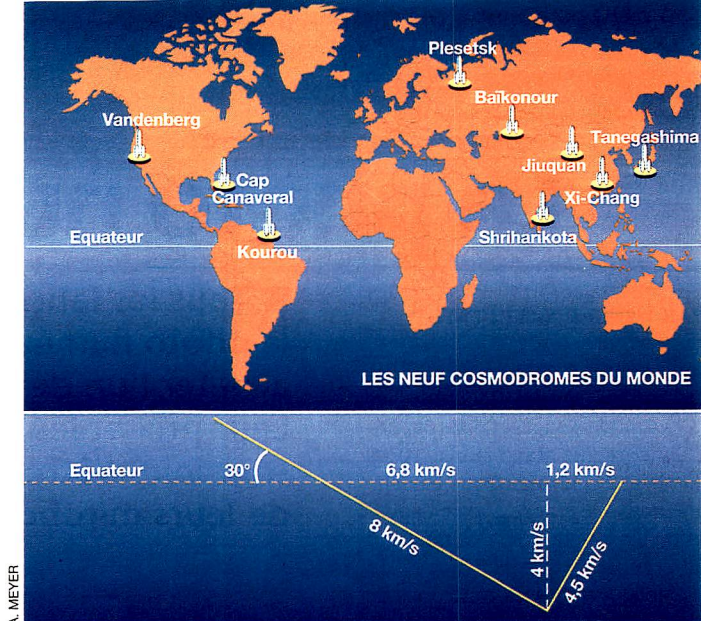 Plesetsk
Baïkonour
Vandenberg
Tanegashima
Jiuquan
Cap
Canaveral
Xi-Chang
Equateur
Shriharikota
Kourou
LES NEUF COSMODROMES DU MONDE
Equateur 30° 6,8 km/s 1,2 km/s
8 km/s
4 km/s
4,5 km/s
A. MEYER